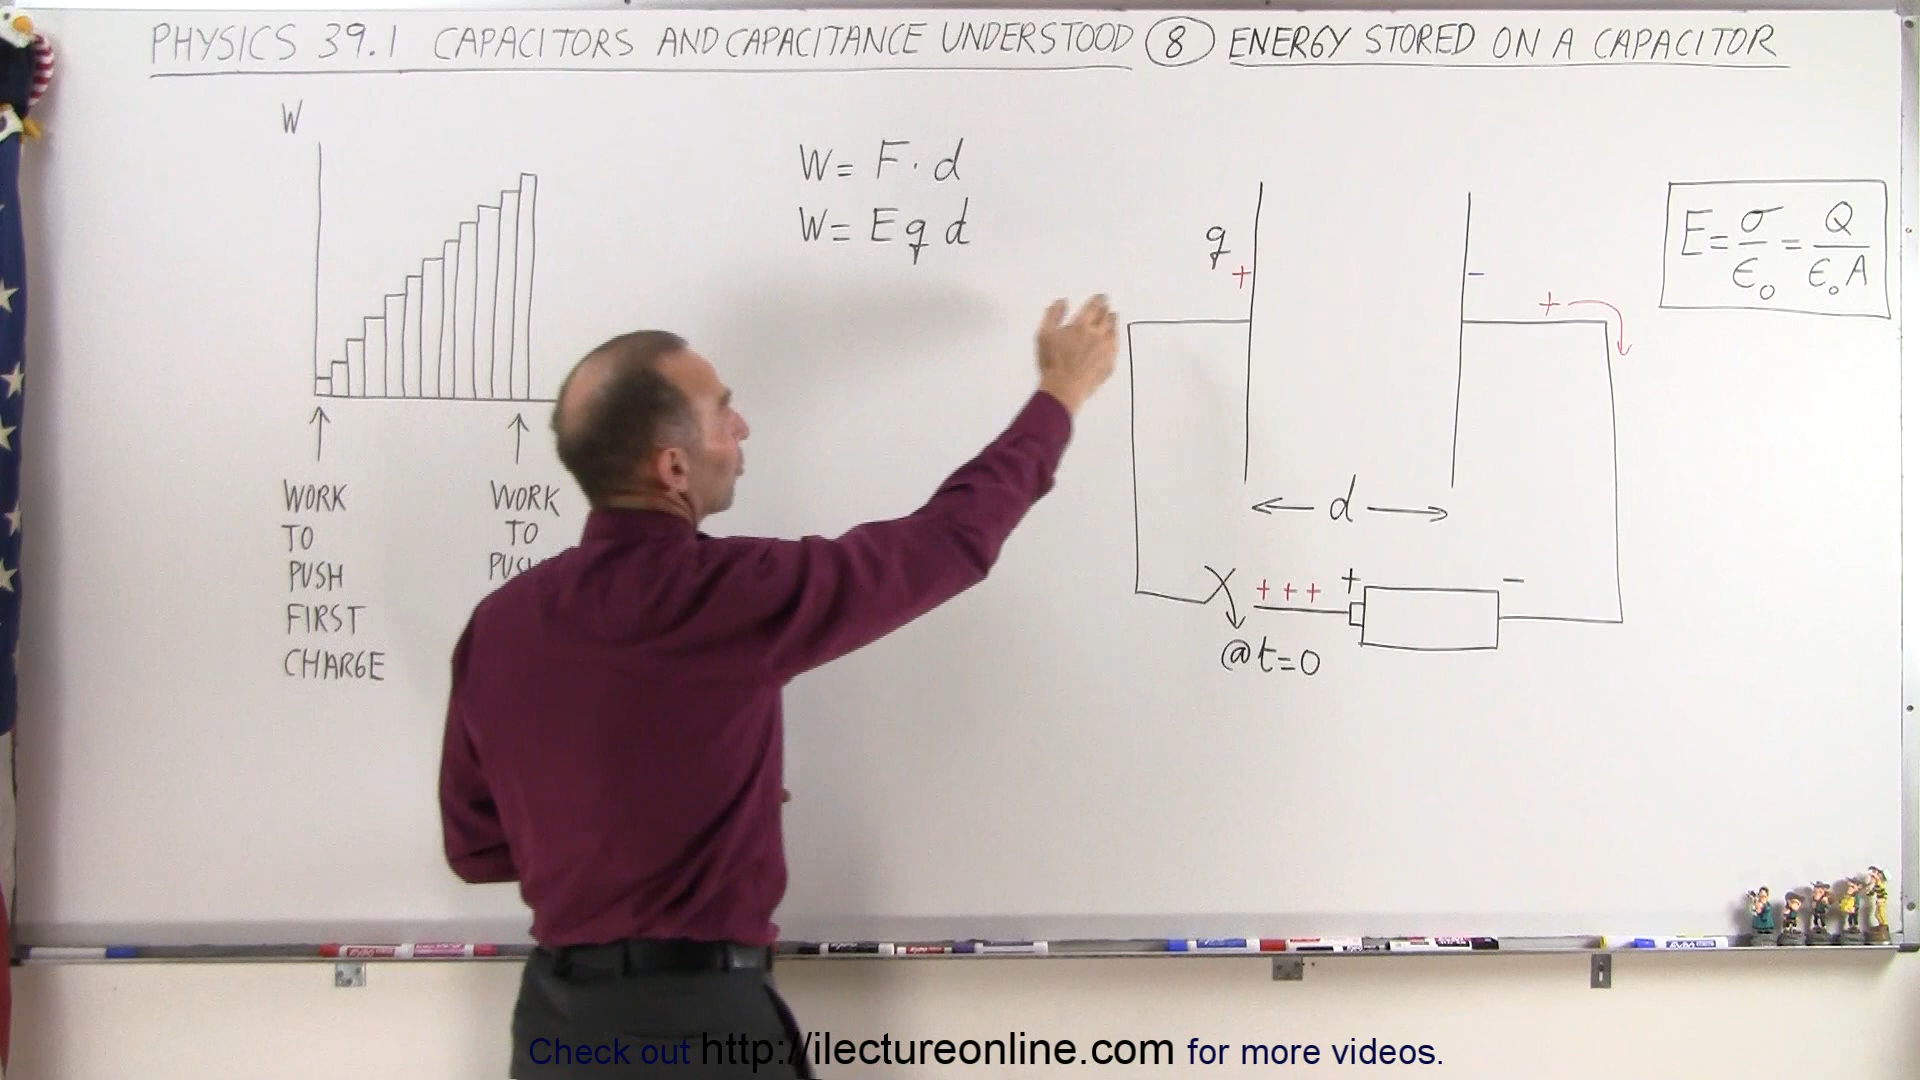 PHYSICS 39.1 CAPACITORS AND CAPACITANCE UNDERSTOOD 8 ENERGY STORED ON A CAPACITOR
W
WORK
TO
PUSH
FIRST
CHARGE
WORK
TO
PUSH
W= F·d
W= E q d
q
+
−
+
← d →
+ + + + −
@t=0
E = σ/ϵ₀ = Q/ϵ₀A
Check out http://ilectureonline.com for more videos.